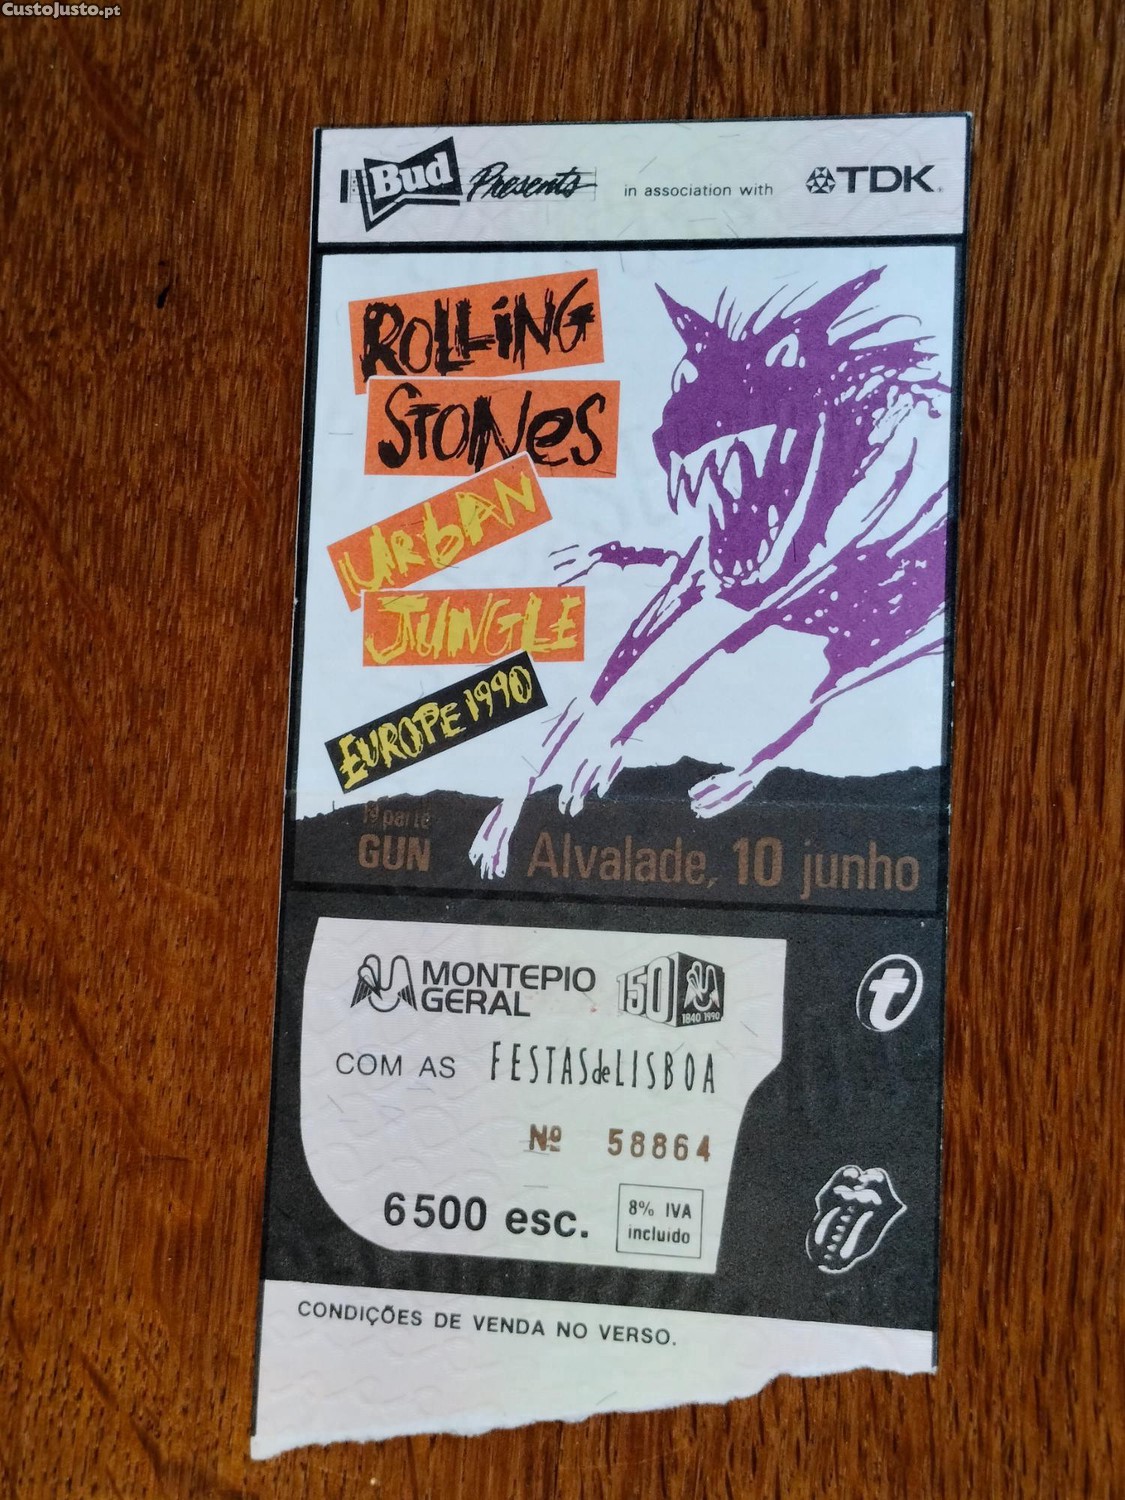 CustoJusto.pt
Bud Presents in association with TDK
ROLLING
STONES
URBAN
JUNGLE
EUROPE 1990
1ª parte
GUN
Alvalade, 10 junho
MONTEPIO
GERAL
150
1840 1990
t
COM AS FESTAS de LISBOA
Nº 58864
6500 esc.
8% IVA
incluido
CONDIÇÕES DE VENDA NO VERSO.